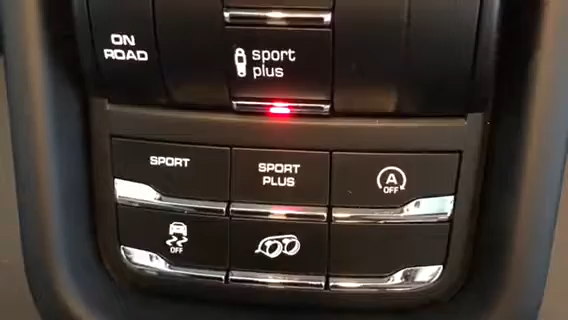 ON
ROAD
sport
plus
SPORT
SPORT
PLUS
A
OFF
OFF